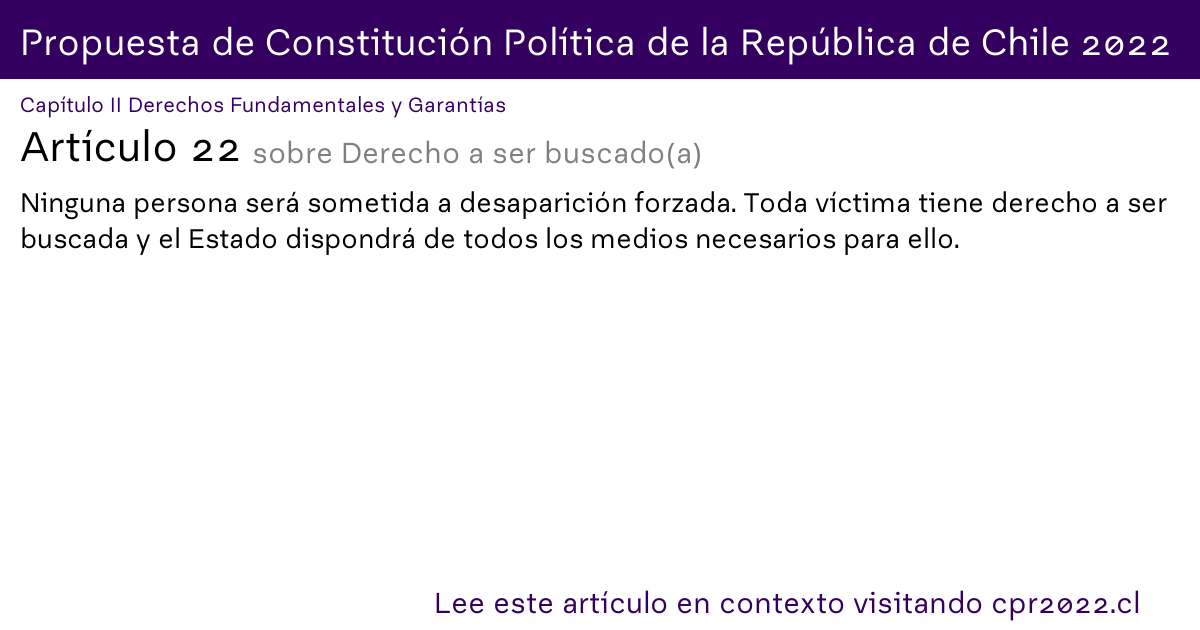 Propuesta de Constitución Política de la República de Chile 2022
Capítulo II Derechos Fundamentales y Garantías
Artículo 22 sobre Derecho a ser buscado(a)
Ninguna persona será sometida a desaparición forzada. Toda víctima tiene derecho a ser
buscada y el Estado dispondrá de todos los medios necesarios para ello.
Lee este artículo en contexto visitando cpr2022.cl